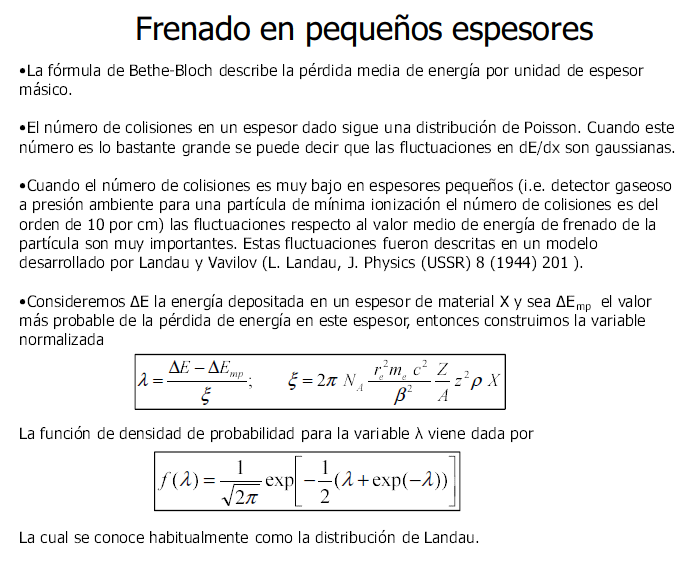 Frenado en pequeños espesores
•La fórmula de Bethe-Bloch describe la pérdida media de energía por unidad de espesor
másico.
•El número de colisiones en un espesor dado sigue una distribución de Poisson. Cuando este
número es lo bastante grande se puede decir que las fluctuaciones en dE/dx son gaussianas.
•Cuando el número de colisiones es muy bajo en espesores pequeños (i.e. detector gaseoso
a presión ambiente para una partícula de mínima ionización el número de colisiones es del
orden de 10 por cm) las fluctuaciones respecto al valor medio de energía de frenado de la
partícula son muy importantes. Estas fluctuaciones fueron descritas en un modelo
desarrollado por Landau y Vavilov (L. Landau, J. Physics (USSR) 8 (1944) 201 ).
•Consideremos ΔE la energía depositada en un espesor de material X y sea ΔE_mp el valor
más probable de la pérdida de energía en este espesor, entonces construimos la variable
normalizada
λ = (ΔE − ΔE_mp)/ξ; ξ = 2π N_A (r_e² m_e c²/β²) (Z/A) z² ρ X
La función de densidad de probabilidad para la variable λ viene dada por
f(λ) = (1/√(2π)) exp[−(1/2)(λ + exp(−λ))]
La cual se conoce habitualmente como la distribución de Landau.